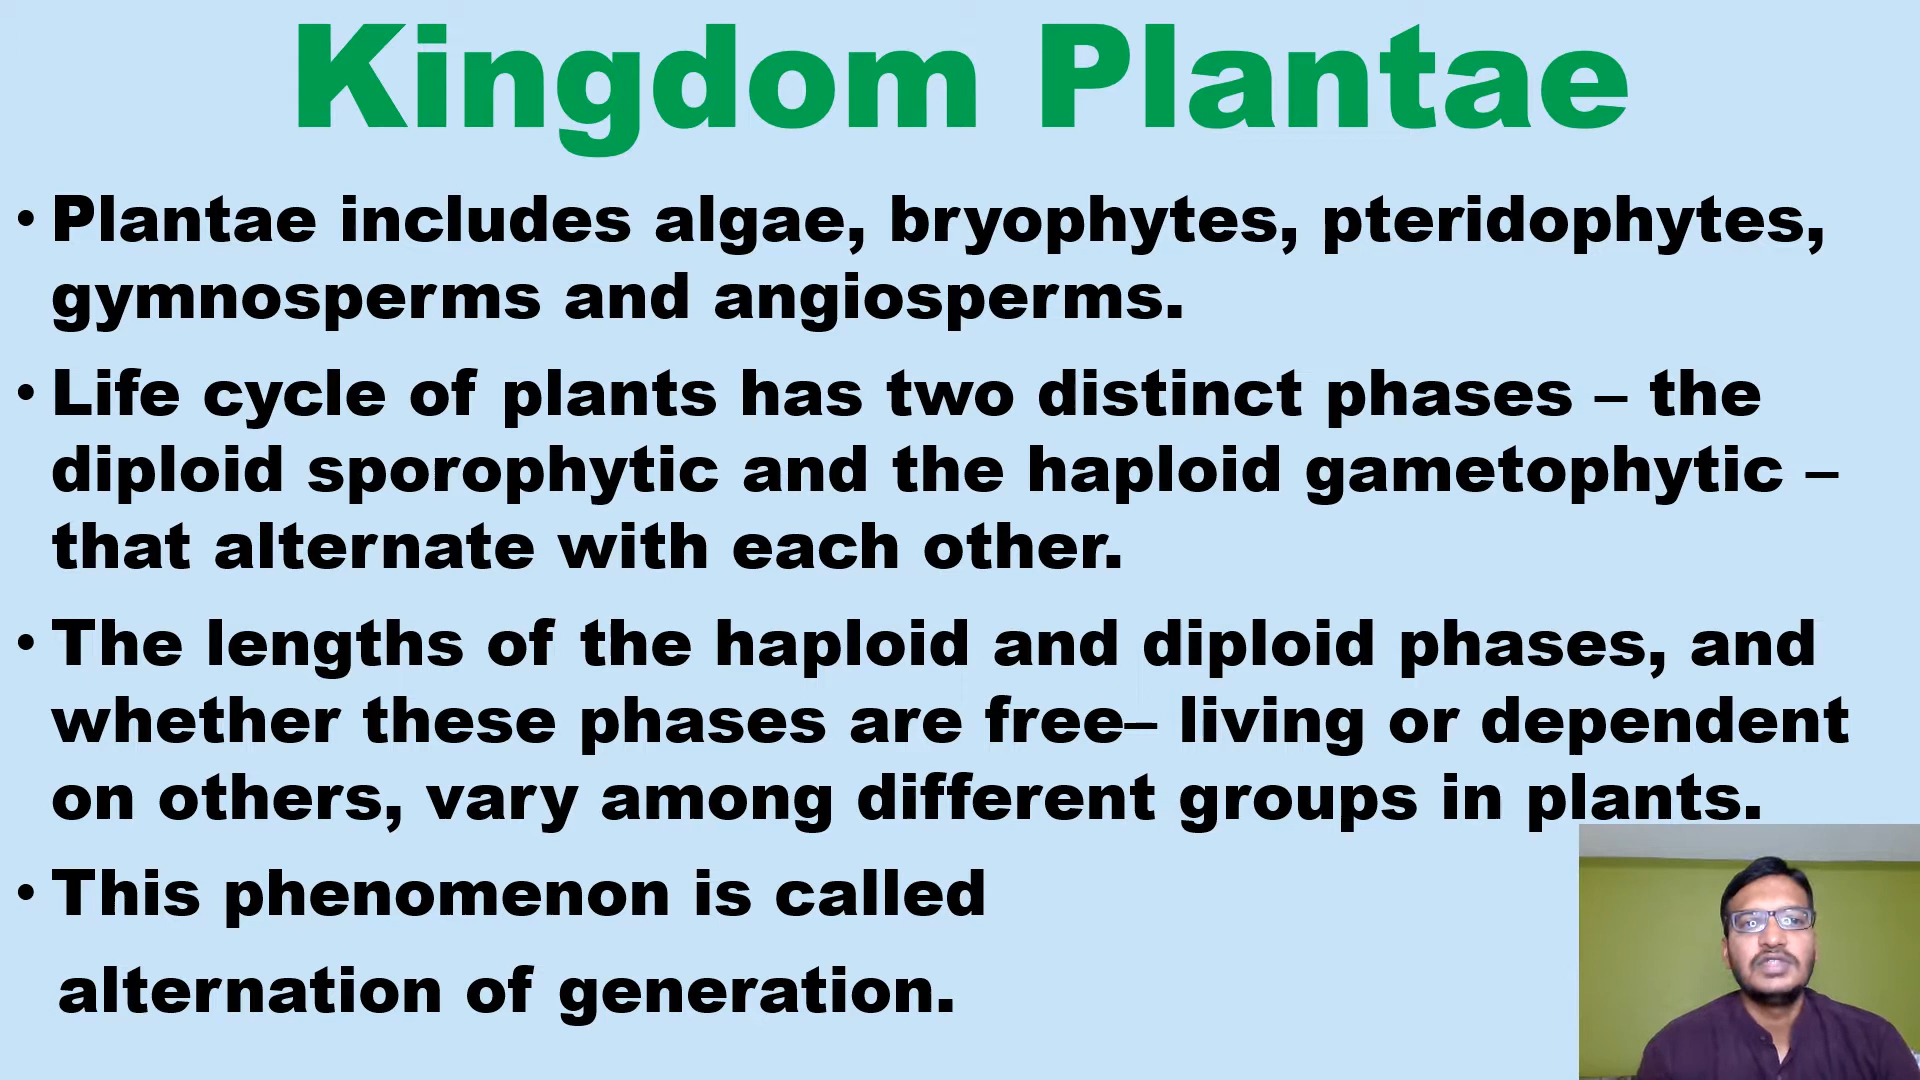 Kingdom Plantae
• Plantae includes algae, bryophytes, pteridophytes,
gymnosperms and angiosperms.
• Life cycle of plants has two distinct phases – the
diploid sporophytic and the haploid gametophytic –
that alternate with each other.
• The lengths of the haploid and diploid phases, and
whether these phases are free– living or dependent
on others, vary among different groups in plants.
• This phenomenon is called
alternation of generation.